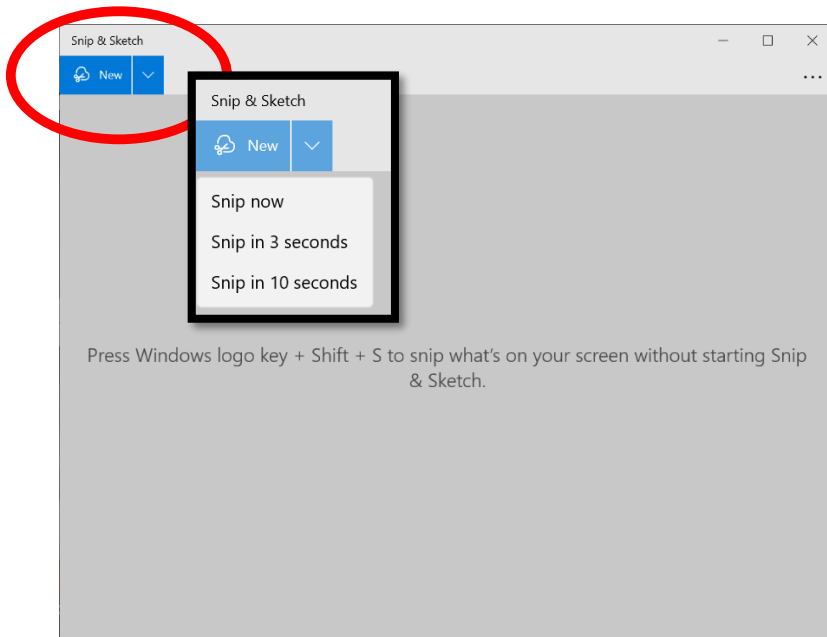 Snip & Sketch
New
Snip & Sketch
New
Snip now
Snip in 3 seconds
Snip in 10 seconds
Press Windows logo key + Shift + S to snip what's on your screen without starting Snip
& Sketch.